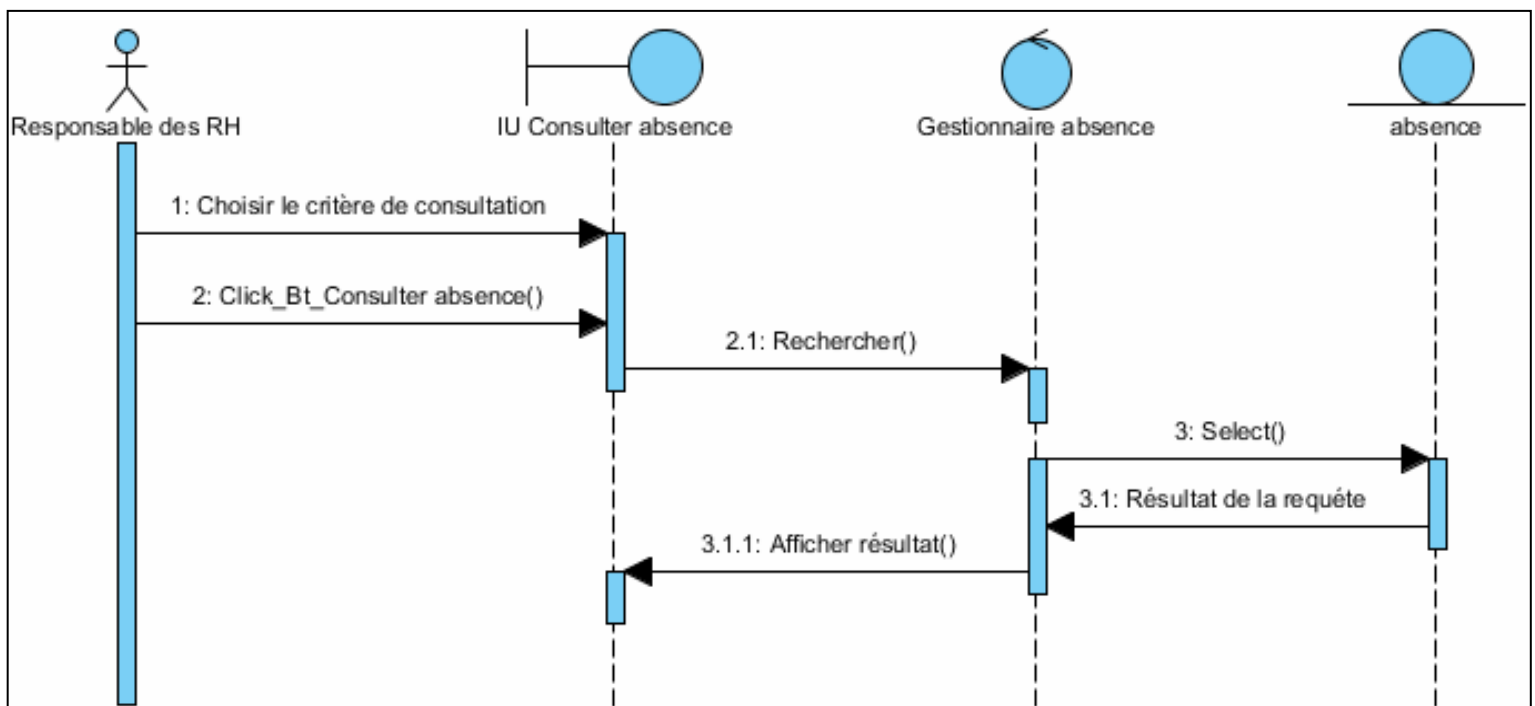 Responsable des RH
IU Consulter absence
Gestionnaire absence
absence
1: Choisir le critère de consultation
2: Click_Bt_Consulter absence()
2.1: Rechercher()
3: Select()
3.1: Résultat de la requéte
3.1.1: Afficher résultat()